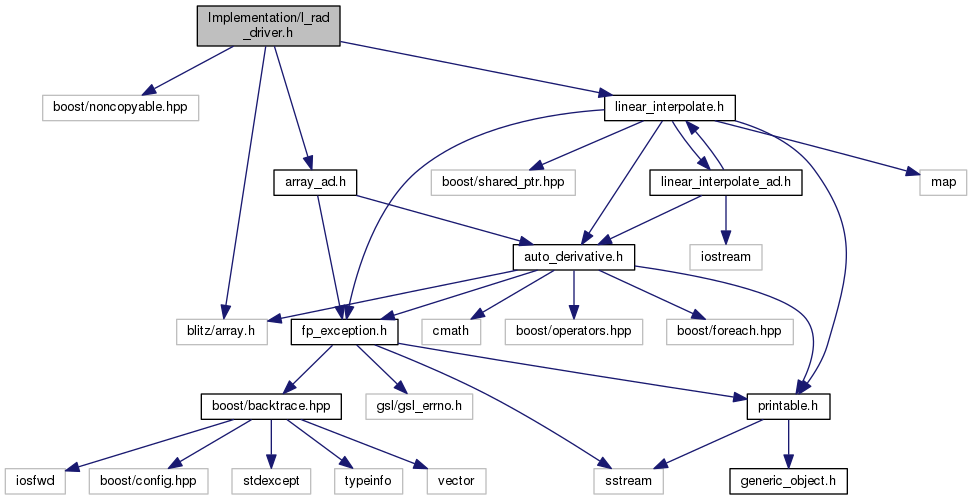 Implementation/l_rad
_driver.h
boost/noncopyable.hpp
linear_interpolate.h
array_ad.h
boost/shared_ptr.hpp
linear_interpolate_ad.h
map
auto_derivative.h
iostream
blitz/array.h
fp_exception.h
cmath
boost/operators.hpp
boost/foreach.hpp
boost/backtrace.hpp
gsl/gsl_errno.h
printable.h
iosfwd
boost/config.hpp
stdexcept
typeinfo
vector
sstream
generic_object.h